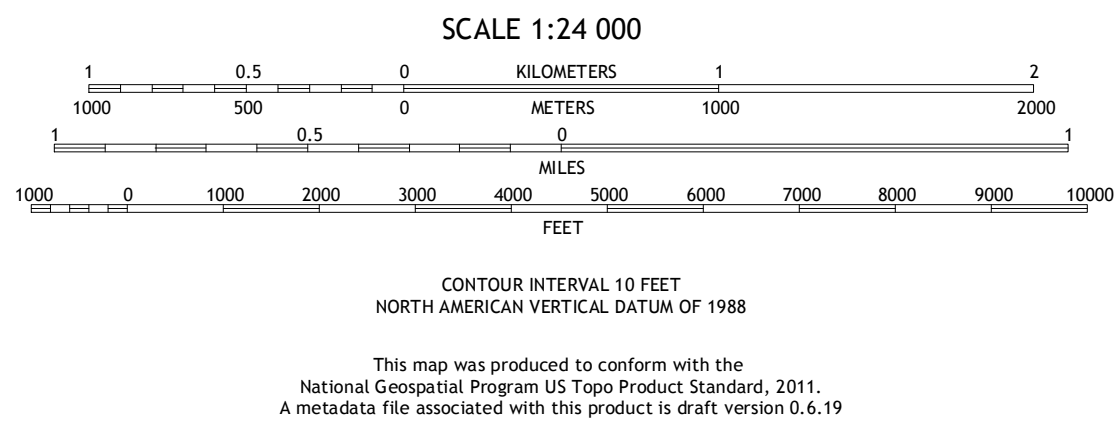 SCALE 1:24 000
1 0.5 0 KILOMETERS 1 2
1000 500 0 METERS 1000 2000
1 0.5 0 1
MILES
1000 0 1000 2000 3000 4000 5000 6000 7000 8000 9000 10000
FEET
CONTOUR INTERVAL 10 FEET
NORTH AMERICAN VERTICAL DATUM OF 1988
This map was produced to conform with the
National Geospatial Program US Topo Product Standard, 2011.
A metadata file associated with this product is draft version 0.6.19